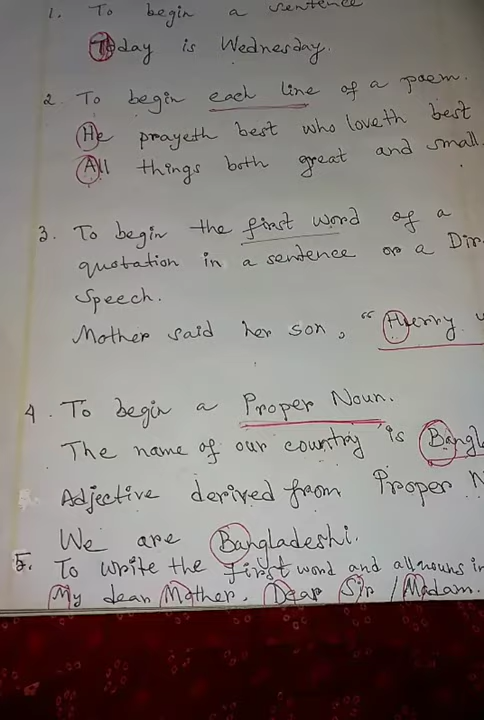 1. To begin a sentence
Today is Wednesday.
2. To begin each line of a poem.
He prayeth best who loveth best
All things both great and small.
3. To begin the first word of a
quotation in a sentence or a Dir
Speech.
Mother said her son, "Hurry u
4. To begin a Proper Noun.
The name of our country is Bangla
Adjective derived from Proper N
We are Bangladeshi.
5. To write the first word and all nouns in
My dear Mother. Dear Sir / Madam.